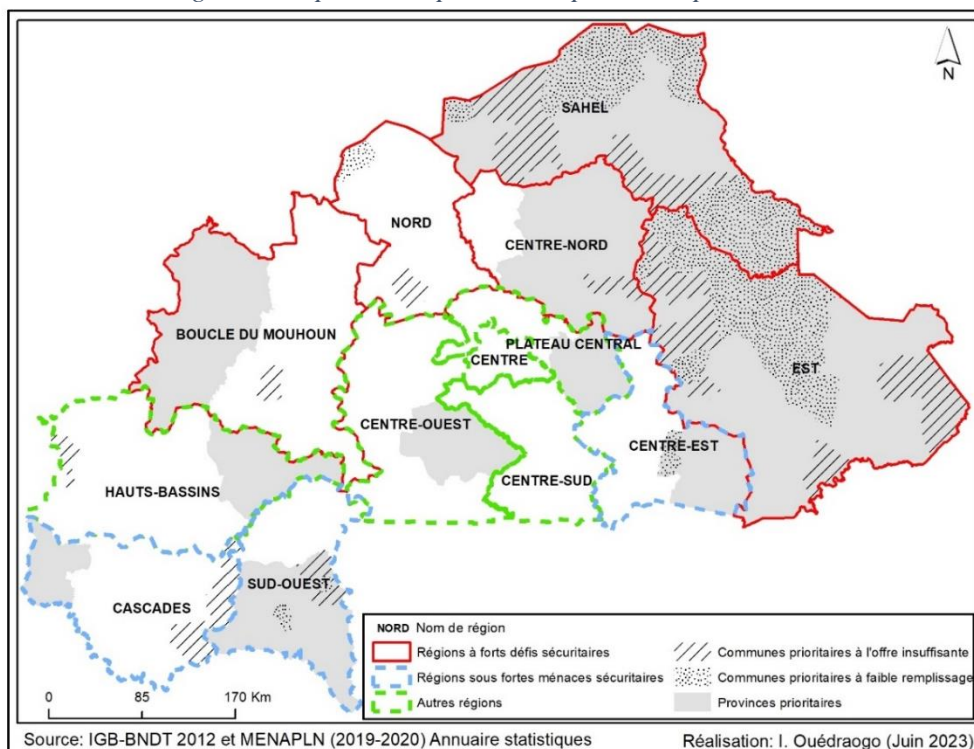 N
SAHEL
NORD
CENTRE-NORD
BOUCLE DU MOUHOUN
PLATEAU CENTRAL
CENTRE
EST
CENTRE-OUEST
CENTRE-EST
HAUTS-BASSINS
CENTRE-SUD
SUD-OUEST
CASCADES
NORD Nom de région
Régions à forts défis sécuritaires
Régions sous fortes ménaces sécuritaires
Autres régions
Communes prioritaires à l'offre insuffisante
Communes prioritaires à faible remplissage
Provinces prioritaires
0 85 170 Km
Source: IGB-BNDT 2012 et MENAPLN (2019-2020) Annuaire statistiques
Réalisation: I. Ouédraogo (Juin 2023)